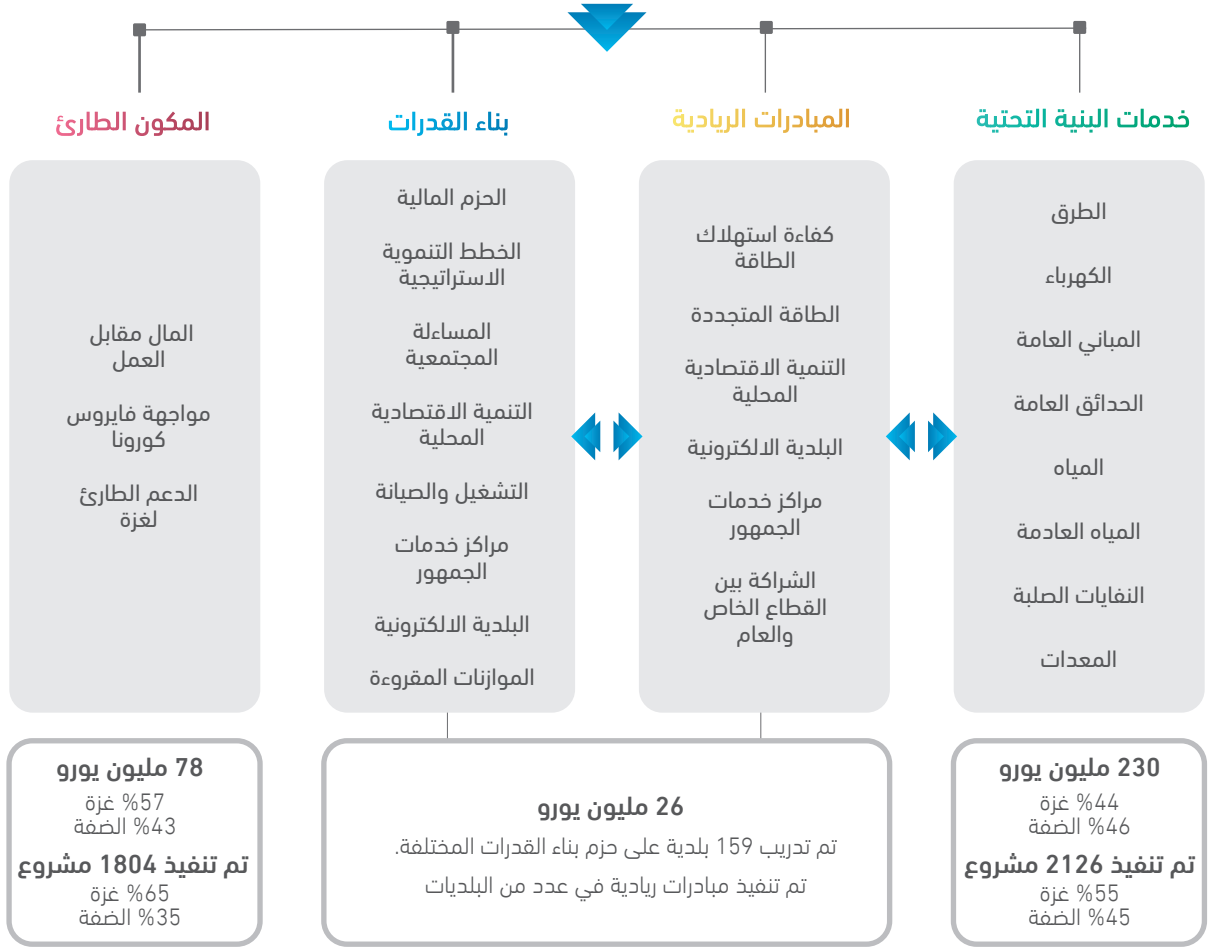 خدمات البنية التحتية
الطرق
الكهرباء
المباني العامة
الحدائق العامة
المياه
المياه العادمة
النفايات الصلبة
المعدات
230 مليون يورو
%44 غزة
%46 الضفة
تم تنفيذ 2126 مشروع
%55 غزة
%45 الضفة
المبادرات الريادية
كفاءة استهلاك
الطاقة
الطاقة المتجددة
التنمية الاقتصادية
المحلية
البلدية الالكترونية
مراكز خدمات
الجمهور
الشراكة بين
القطاع الخاص
والعام
بناء القدرات
الحزم المالية
الخطط التنموية
الاستراتيجية
المساءلة
المجتمعية
التنمية الاقتصادية
المحلية
التشغيل والصيانة
مراكز خدمات
الجمهور
البلدية الالكترونية
الموازنات المقروءة
26 مليون يورو
تم تدريب 159 بلدية على حزم بناء القدرات المختلفة.
تم تنفيذ مبادرات ريادية في عدد من البلديات
المكون الطارئ
المال مقابل
العمل
مواجهة فايروس
كورونا
الدعم الطارئ
لغزة
78 مليون يورو
%57 غزة
%43 الضفة
تم تنفيذ 1804 مشروع
%65 غزة
%35 الضفة